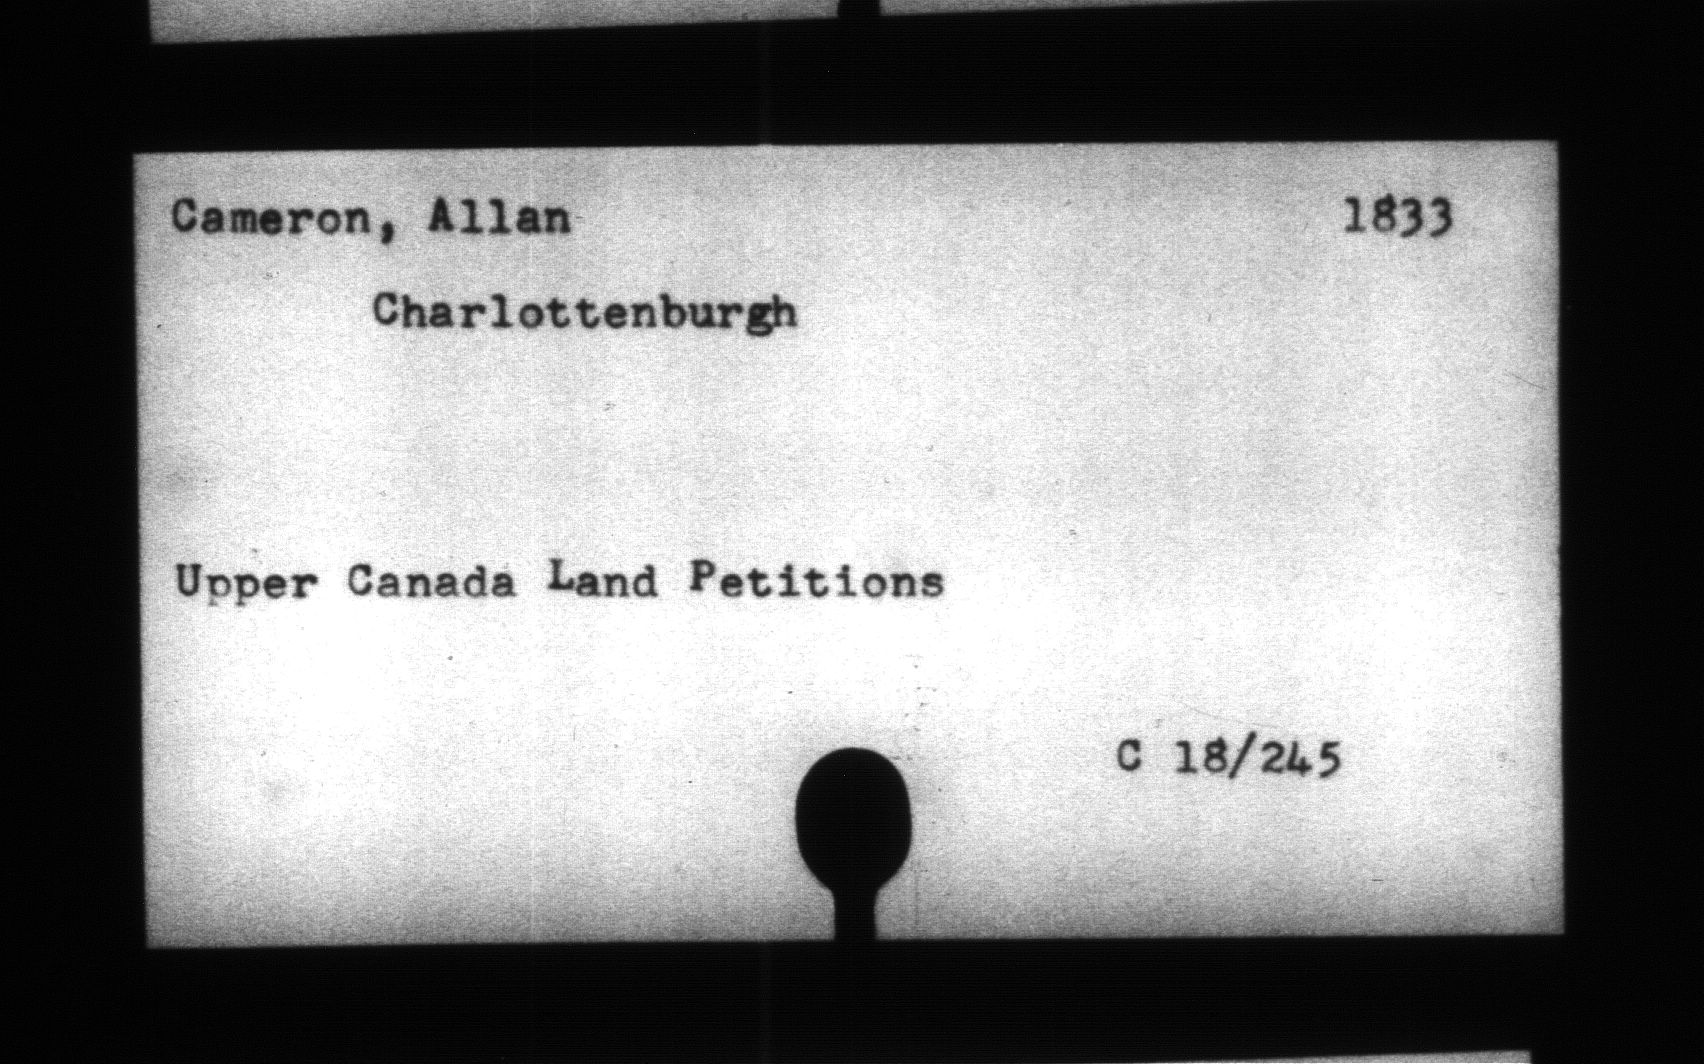 Cameron, Allan 1833
Charlottenburgh
Upper Canada Land Petitions
C 18/245